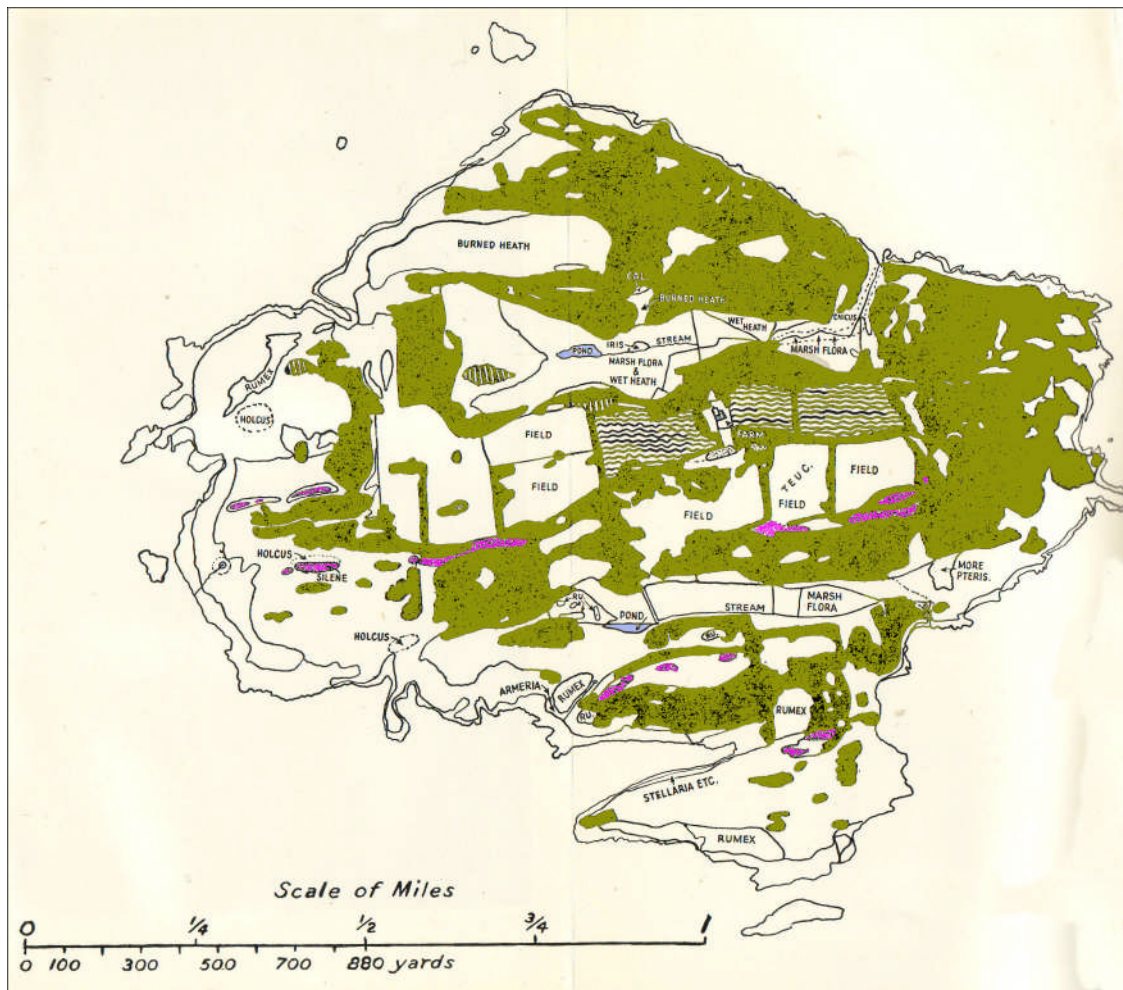 BURNED HEATH
CAL.
BURNED HEATH
CNICUS
WET HEATH
IRIS
STREAM
POND
MARSH FLORA
MARSH FLORA
&
WET HEATH
RUMEX
HOLCUS
FIELD
FARM
FIELD
TEUC.
FIELD
FIELD
FIELD
HOLCUS
SILENE
MORE
PTERIS.
RU.
POND
STREAM
MARSH
FLORA
HOLCUS
RU.
ARMERIA
RUMEX
RU.
RUMEX
STELLARIA ETC.
RUMEX
Scale of Miles
0 1/4 1/2 3/4 1
0 100 300 500 700 880 yards